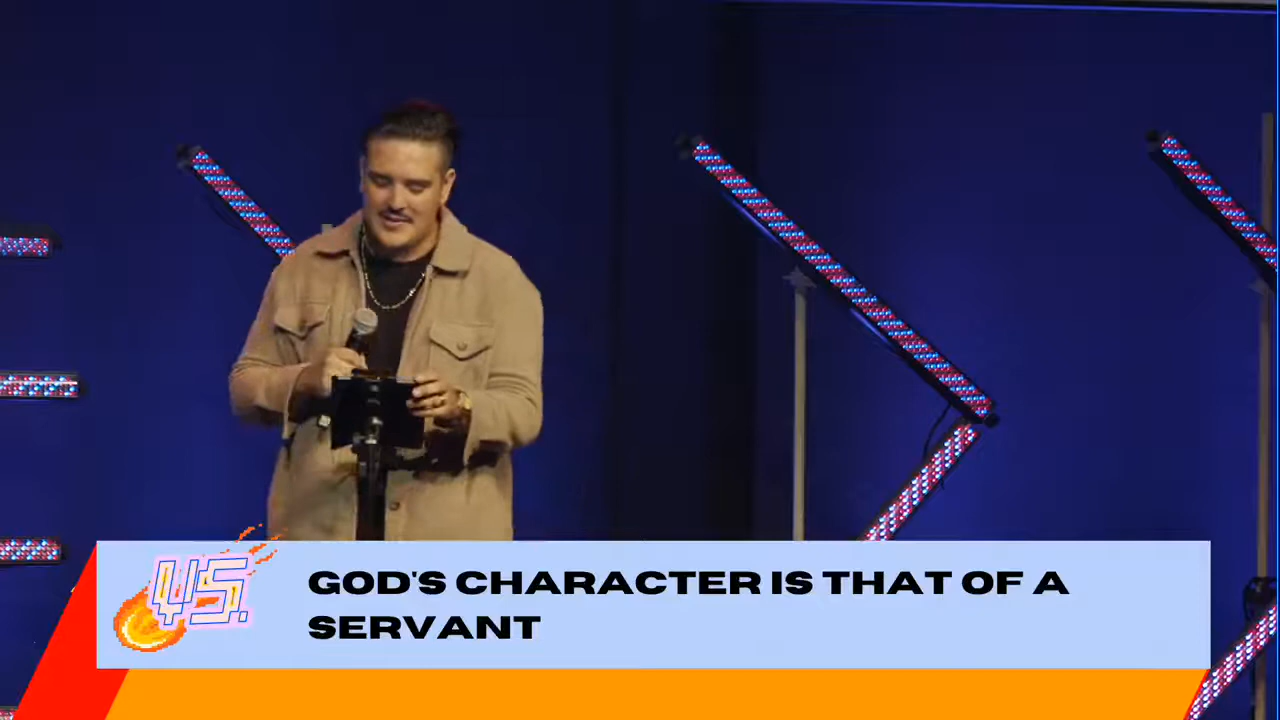 VS.
GOD'S CHARACTER IS THAT OF A
SERVANT